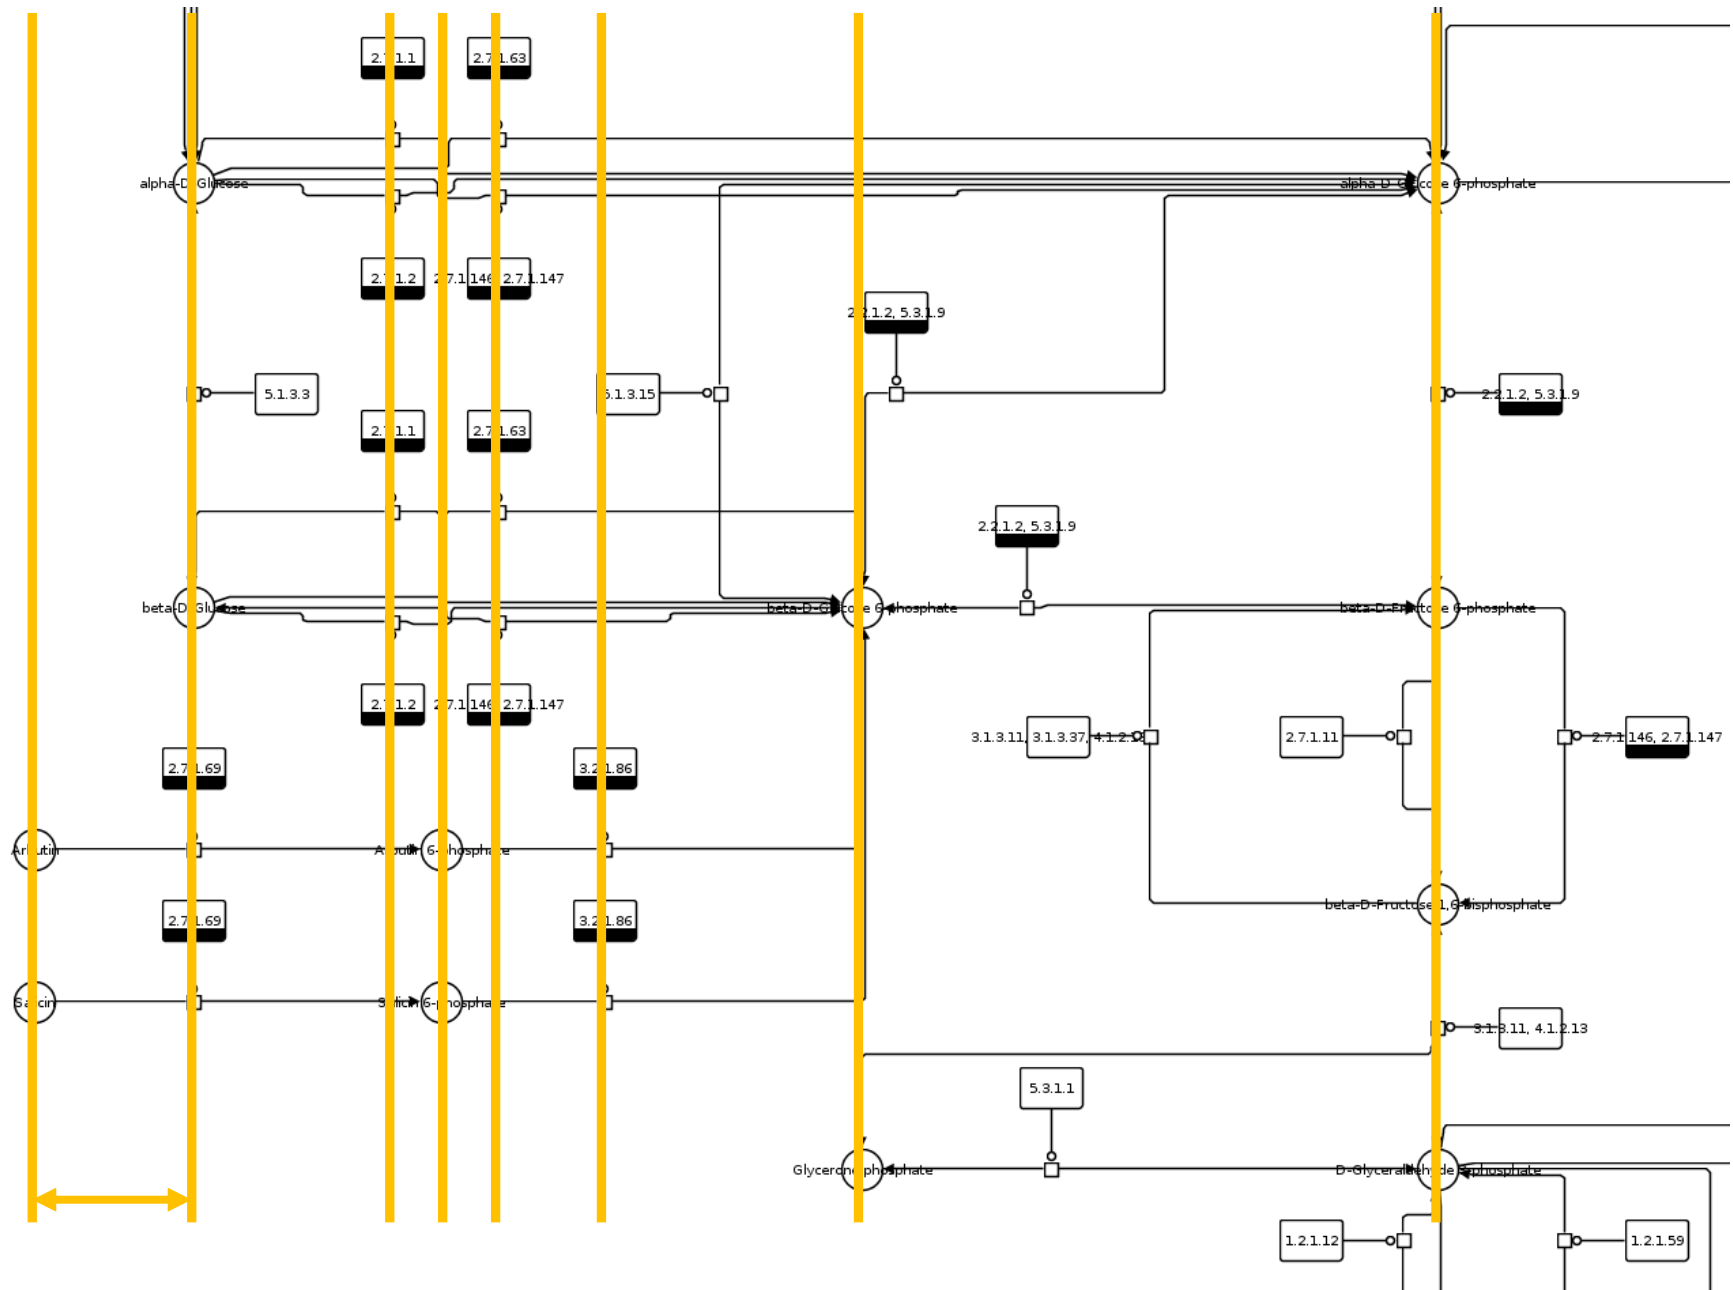 2.7.1.1
2.7.1.63
alpha-D-Glucose
alpha-D-Glucose 6-phosphate
2.7.1.2
2.7.1.146, 2.7.1.147
2.2.1.2, 5.3.1.9
5.1.3.3
5.1.3.15
2.2.1.2, 5.3.1.9
2.7.1.1
2.7.1.63
2.2.1.2, 5.3.1.9
beta-D-Glucose
beta-D-Glucose 6-phosphate
beta-D-Fructose 6-phosphate
2.7.1.2
2.7.1.146, 2.7.1.147
3.1.3.11, 3.1.3.37, 4.1.2.13
2.7.1.11
2.7.1.146, 2.7.1.147
2.7.1.69
3.2.1.86
Arbutin
Arbutin 6-phosphate
beta-D-Fructose 1,6-bisphosphate
2.7.1.69
3.2.1.86
Salicin
Salicin 6-phosphate
3.1.3.11, 4.1.2.13
5.3.1.1
Glycerone phosphate
D-Glyceraldehyde 3-phosphate
1.2.1.12
1.2.1.59